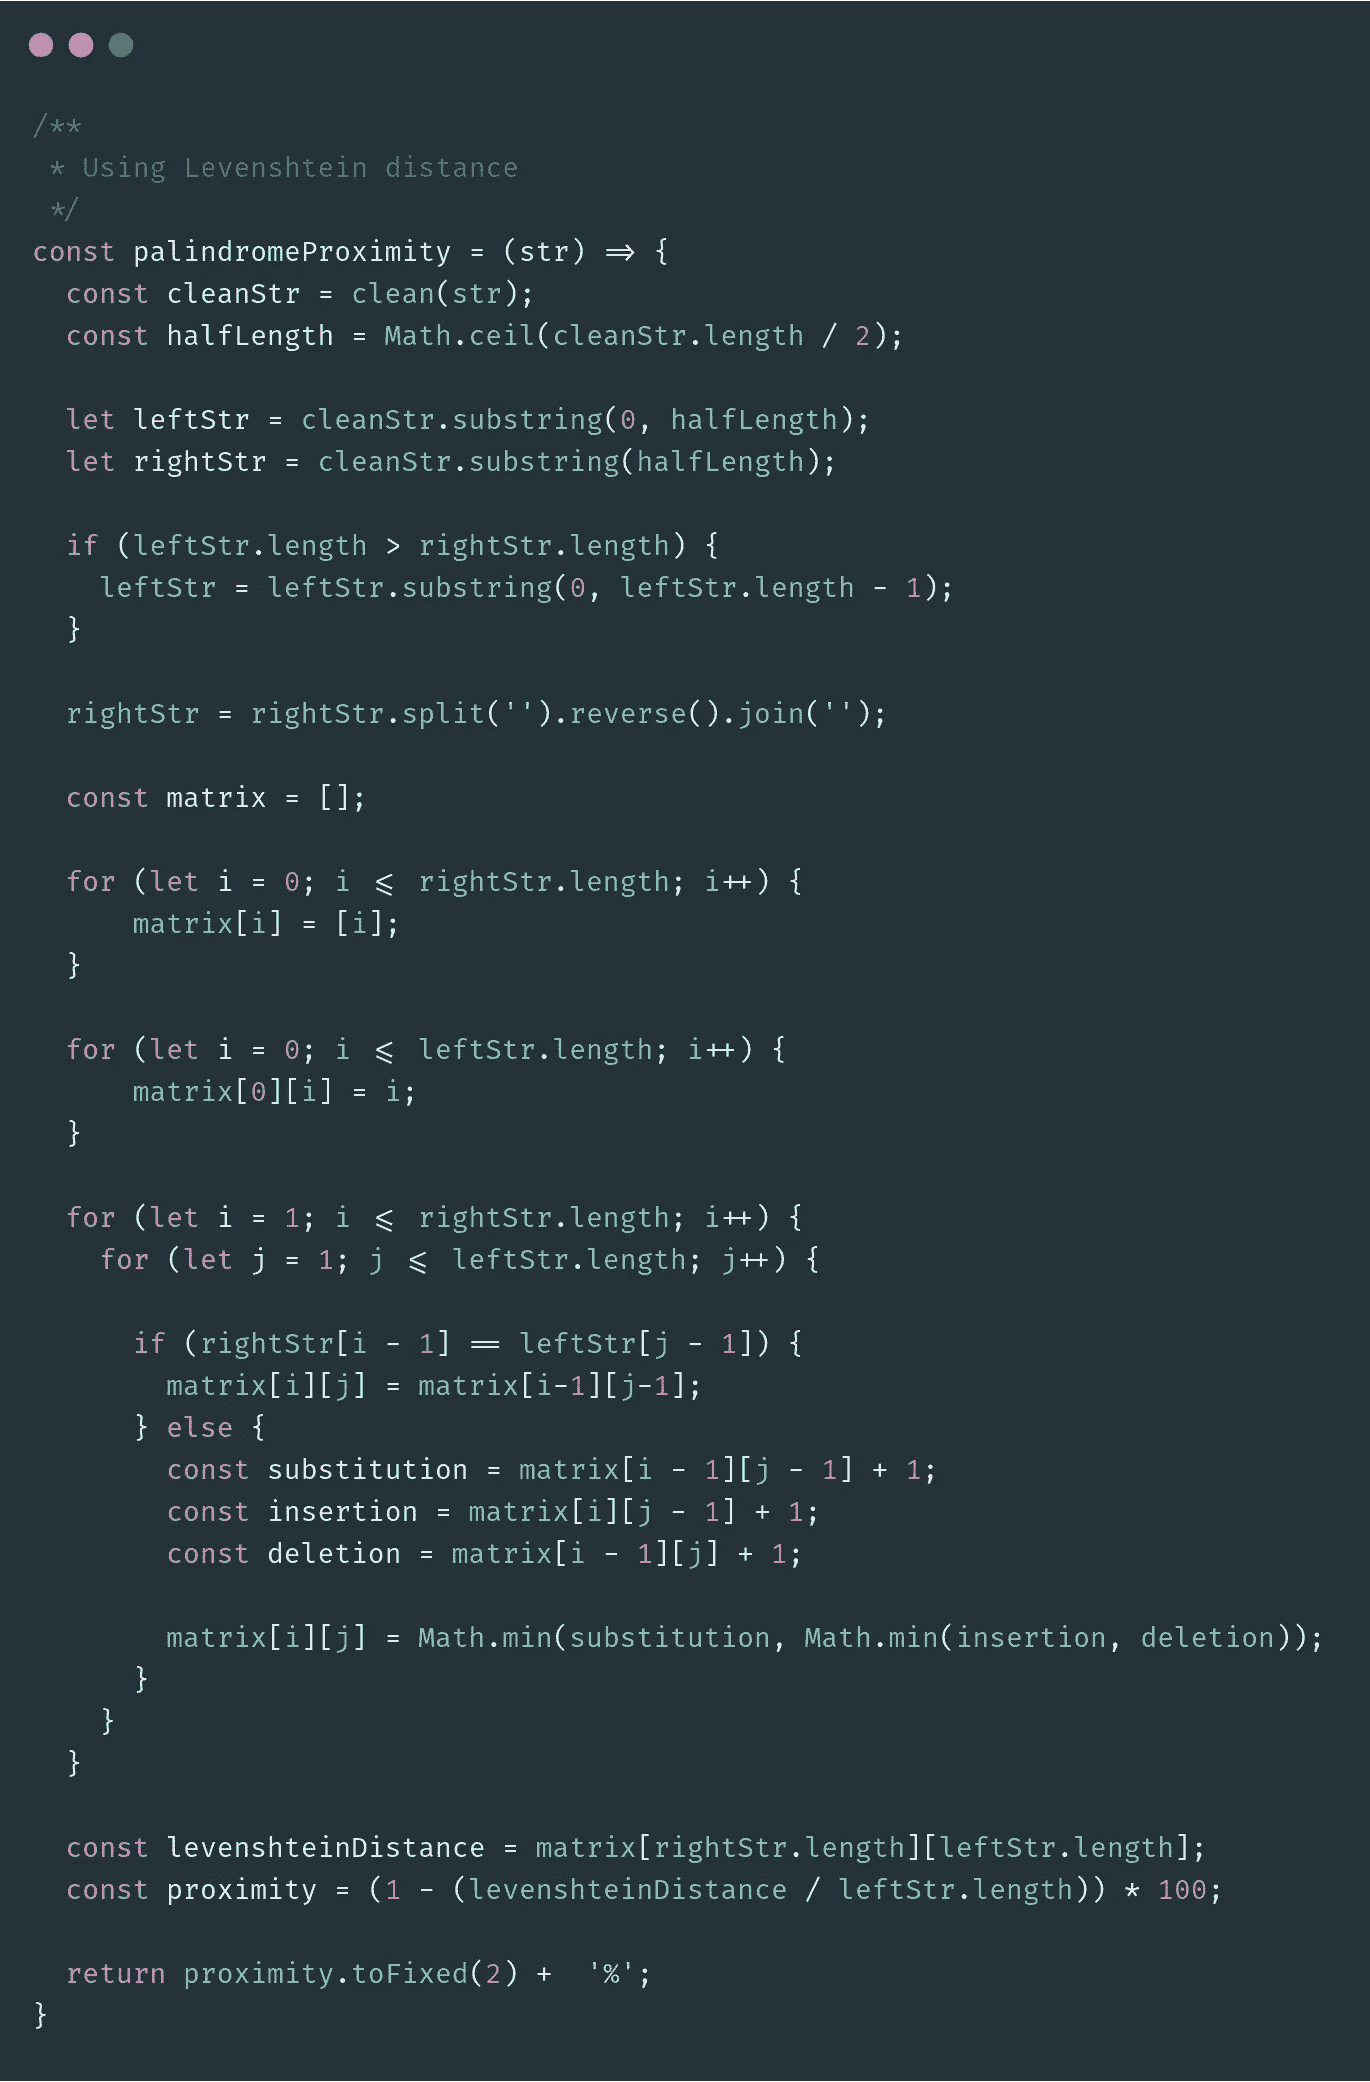 /**
 * Using Levenshtein distance
 */
const palindromeProximity = (str) => {
  const cleanStr = clean(str);
  const halfLength = Math.ceil(cleanStr.length / 2);

  let leftStr = cleanStr.substring(0, halfLength);
  let rightStr = cleanStr.substring(halfLength);

  if (leftStr.length > rightStr.length) {
    leftStr = leftStr.substring(0, leftStr.length - 1);
  }

  rightStr = rightStr.split('').reverse().join('');

  const matrix = [];

  for (let i = 0; i <= rightStr.length; i++) {
      matrix[i] = [i];
  }

  for (let i = 0; i <= leftStr.length; i++) {
      matrix[0][i] = i;
  }

  for (let i = 1; i <= rightStr.length; i++) {
    for (let j = 1; j <= leftStr.length; j++) {

      if (rightStr[i - 1] == leftStr[j - 1]) {
        matrix[i][j] = matrix[i-1][j-1];
      } else {
        const substitution = matrix[i - 1][j - 1] + 1;
        const insertion = matrix[i][j - 1] + 1;
        const deletion = matrix[i - 1][j] + 1;

        matrix[i][j] = Math.min(substitution, Math.min(insertion, deletion));
      }
    }
  }

  const levenshteinDistance = matrix[rightStr.length][leftStr.length];
  const proximity = (1 - (levenshteinDistance / leftStr.length)) * 100;

  return proximity.toFixed(2) +  '%';
}